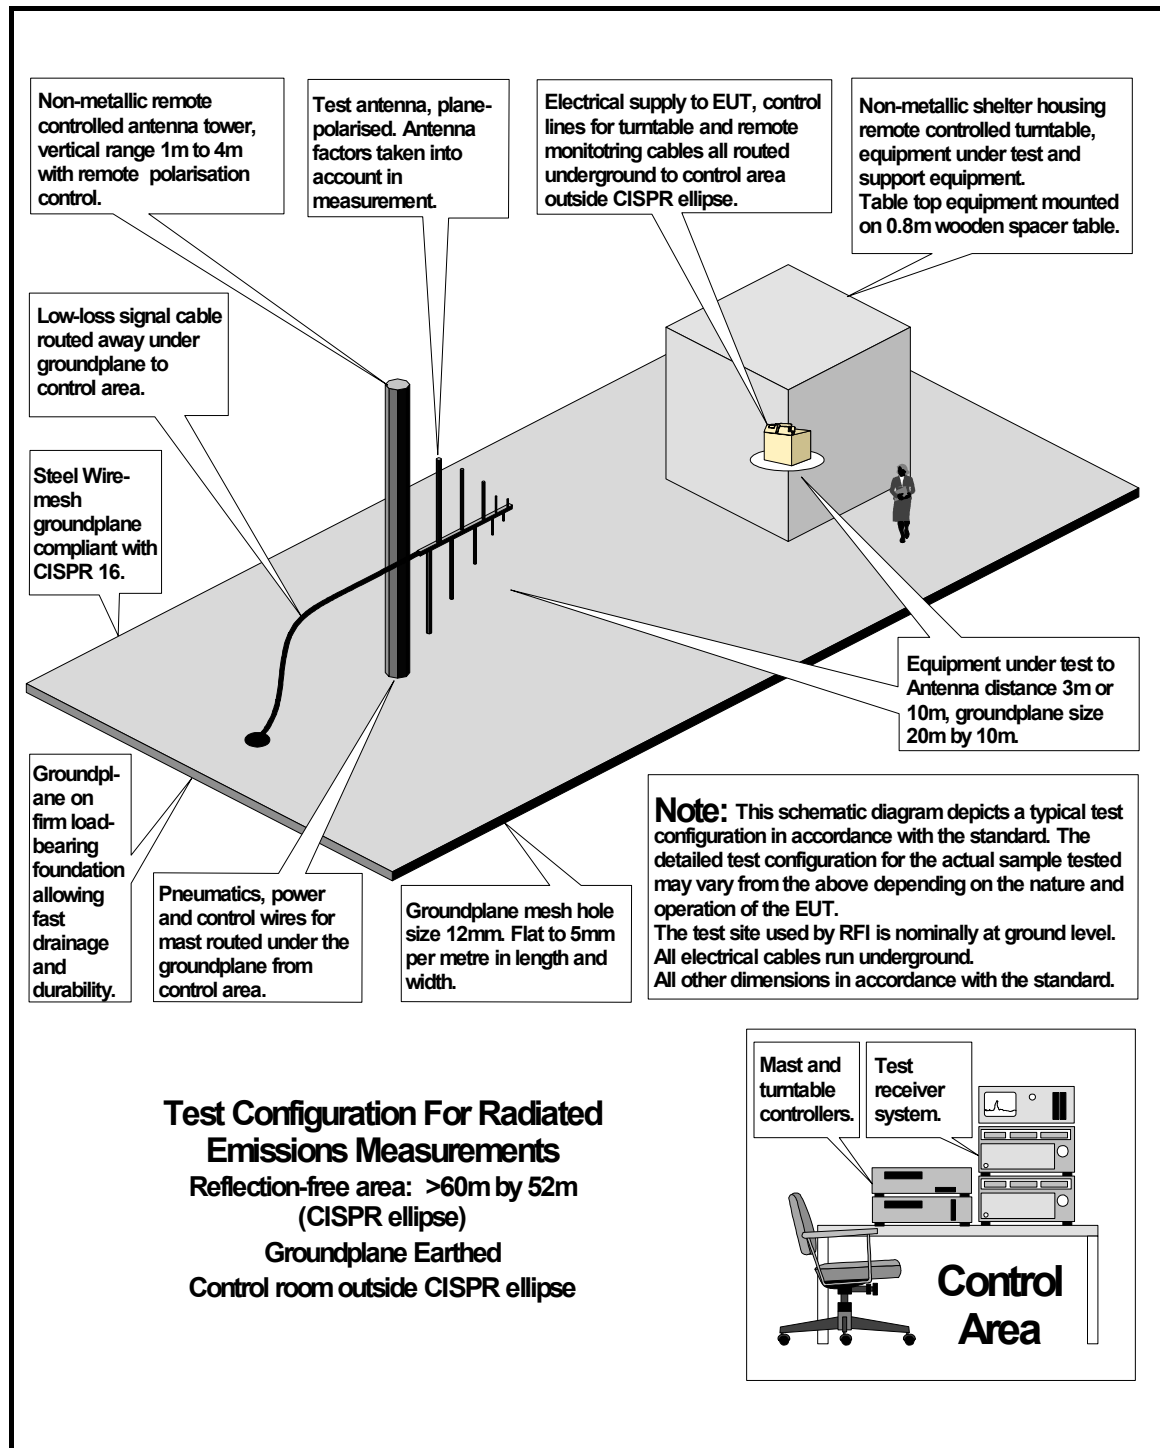 Non-metallic remote
controlled antenna tower,
vertical range 1m to 4m
with remote polarisation
control.
Test antenna, plane-
polarised. Antenna
factors taken into
account in
measurement.
Electrical supply to EUT, control
lines for turntable and remote
monitotring cables all routed
underground to control area
outside CISPR ellipse.
Non-metallic shelter housing
remote controlled turntable,
equipment under test and
support equipment.
Table top equipment mounted
on 0.8m wooden spacer table.
Low-loss signal cable
routed away under
groundplane to
control area.
Steel Wire-
mesh
groundplane
compliant with
CISPR 16.
Equipment under test to
Antenna distance 3m or
10m, groundplane size
20m by 10m.
Groundpl-
ane on
firm load-
bearing
foundation
allowing
fast
drainage
and
durability.
Pneumatics, power
and control wires for
mast routed under the
groundplane from
control area.
Groundplane mesh hole
size 12mm. Flat to 5mm
per metre in length and
width.
Note: This schematic diagram depicts a typical test
configuration in accordance with the standard. The
detailed test configuration for the actual sample tested
may vary from the above depending on the nature and
operation of the EUT.
The test site used by RFI is nominally at ground level.
All electrical cables run underground.
All other dimensions in accordance with the standard.
Test Configuration For Radiated
Emissions Measurements
Reflection-free area: >60m by 52m
(CISPR ellipse)
Groundplane Earthed
Control room outside CISPR ellipse
Mast and
turntable
controllers.
Test
receiver
system.
Control
Area